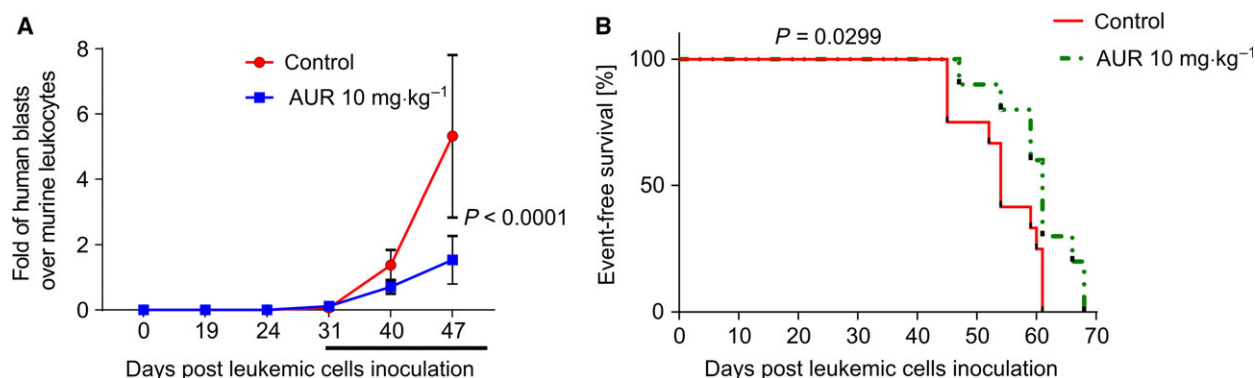 A
8
6
4
2
0
Fold of human blasts
over murine leukocytes
Control
AUR 10 mg·kg⁻¹
P < 0.0001
0 19 24 31 40 47
Days post leukemic cells inoculation
B
P = 0.0299
Control
AUR 10 mg·kg⁻¹
100
50
0
Event-free survival [%]
0 10 20 30 40 50 60 70
Days post leukemic cells inoculation